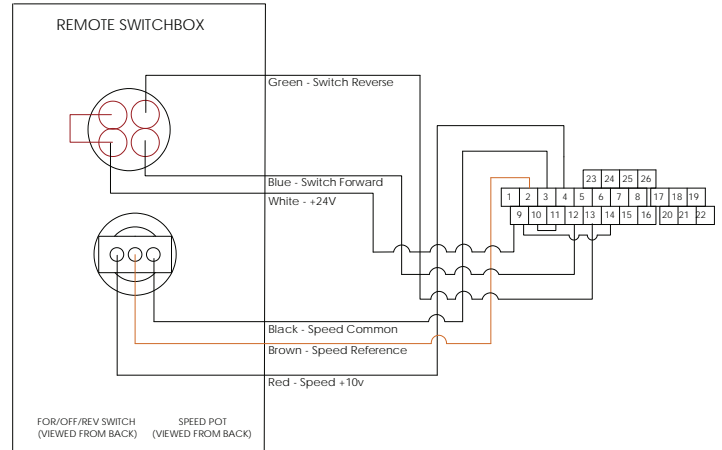 REMOTE SWITCHBOX
Green - Switch Reverse
Blue - Switch Forward
White - +24V
23 24 25 26
1 2 3 4 5 6 7 8 17 18 19
9 10 11 12 13 14 15 16 20 21 22
Black - Speed Common
Brown - Speed Reference
Red - Speed +10v
FOR/OFF/REV SWITCH SPEED POT
(VIEWED FROM BACK) (VIEWED FROM BACK)